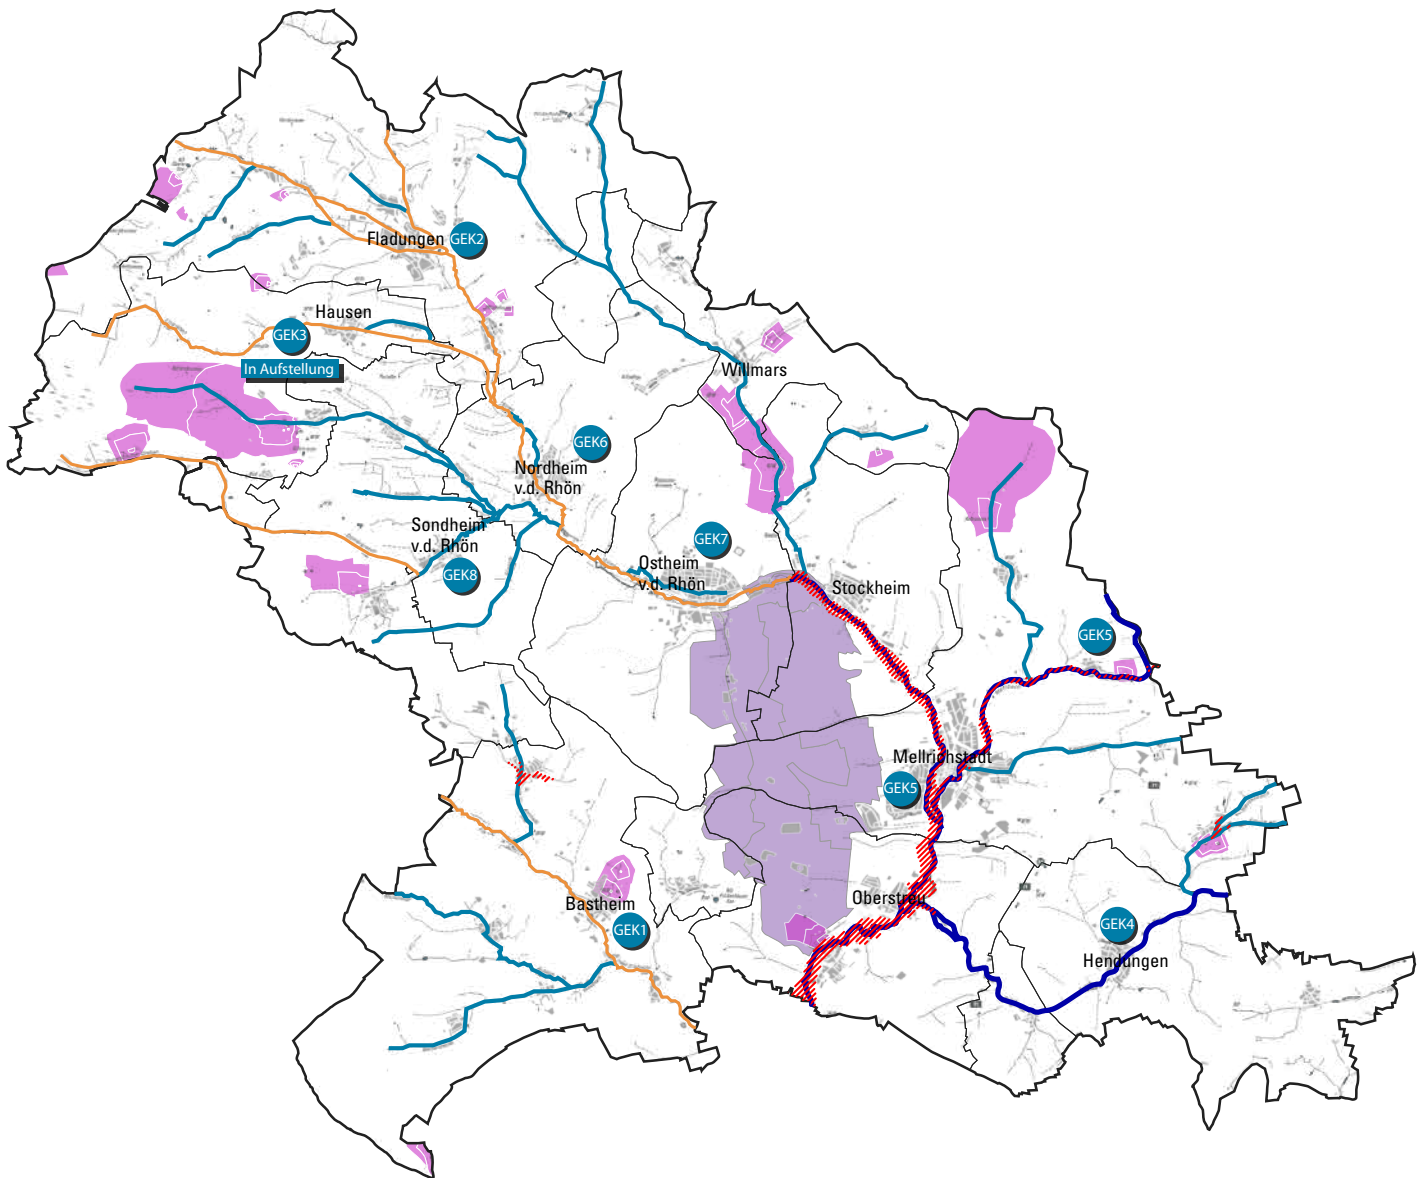 Fladungen
GEK2
Hausen
GEK3
In Aufstellung
Willmars
GEK6
Nordheim
v.d. Rhön
Sondheim
v.d. Rhön
GEK7
Ostheim
v.d. Rhön
GEK8
Stockheim
GEK5
Mellrichstadt
GEK5
Oberstreu
Bastheim
GEK1
GEK4
Hendungen